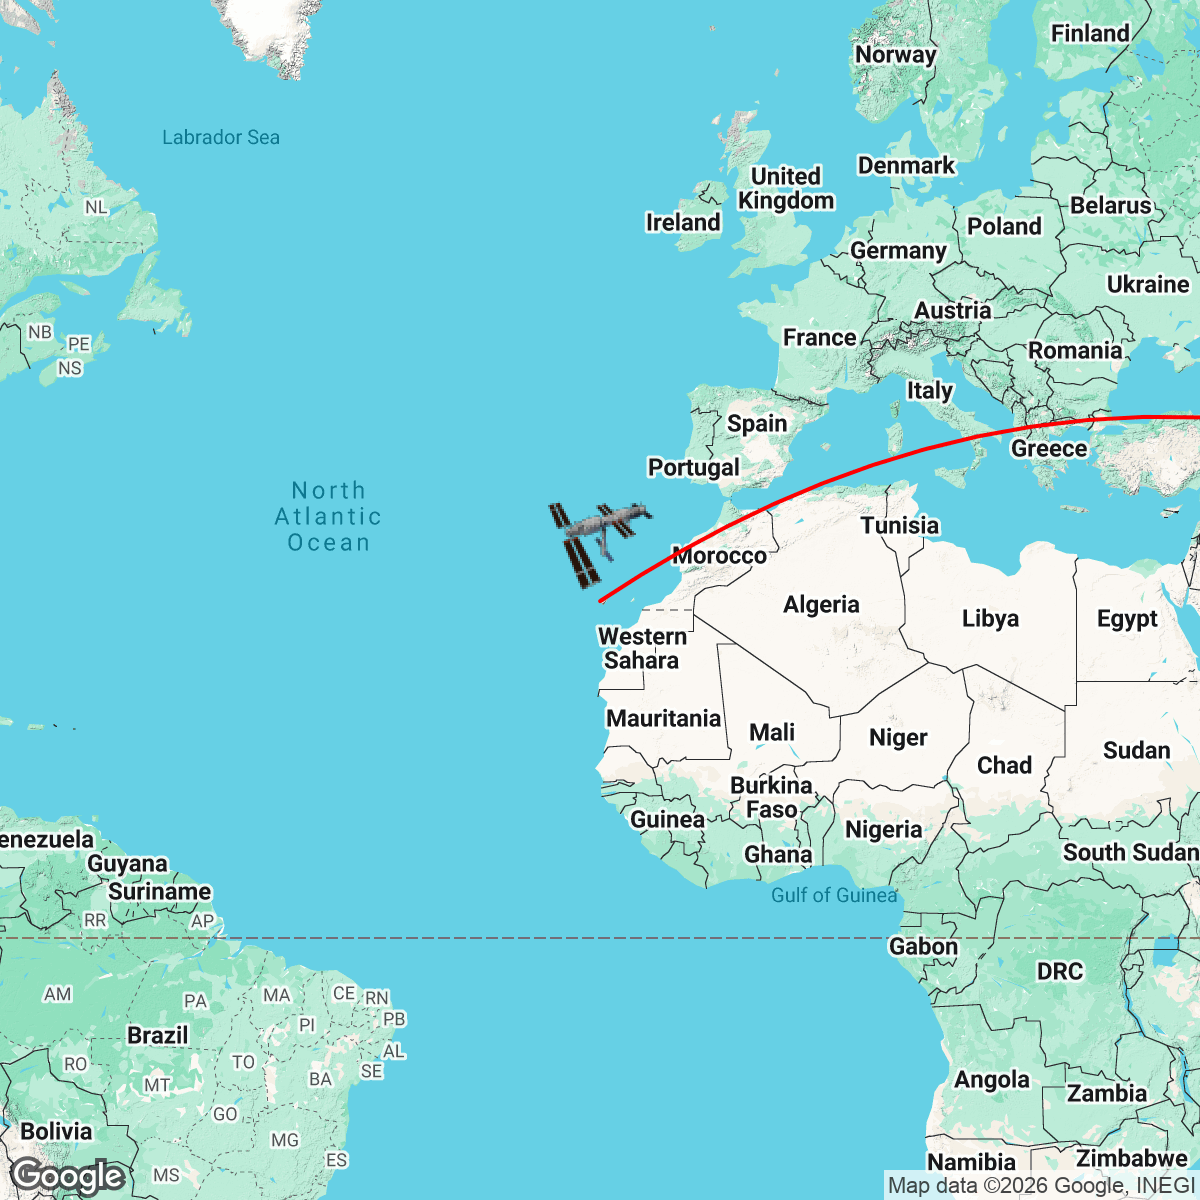 Finland
Norway
Labrador Sea
Denmark
United
Kingdom
NL
Belarus
Ireland
Poland
Germany
Ukraine
Austria
NB
PE
France
Romania
NS
Italy
Spain
Greece
Portugal
North
Atlantic
Ocean
Tunisia
Morocco
Algeria
Libya
Egypt
Western
Sahara
Mauritania
Mali
Niger
Sudan
Chad
Burkina
Faso
Guinea
Nigeria
enezuela
Ghana
South Sudan
Guyana
Suriname
Gulf of Guinea
RR
AP
Gabon
DRC
AM
PA
MA
CE
RN
PB
PI
Brazil
AL
TO
RO
SE
MT
BA
Angola
Zambia
GO
Bolivia
MG
ES
MS
Namibia
Zimbabwe
Google
Map data ©2026 Google, INEGI